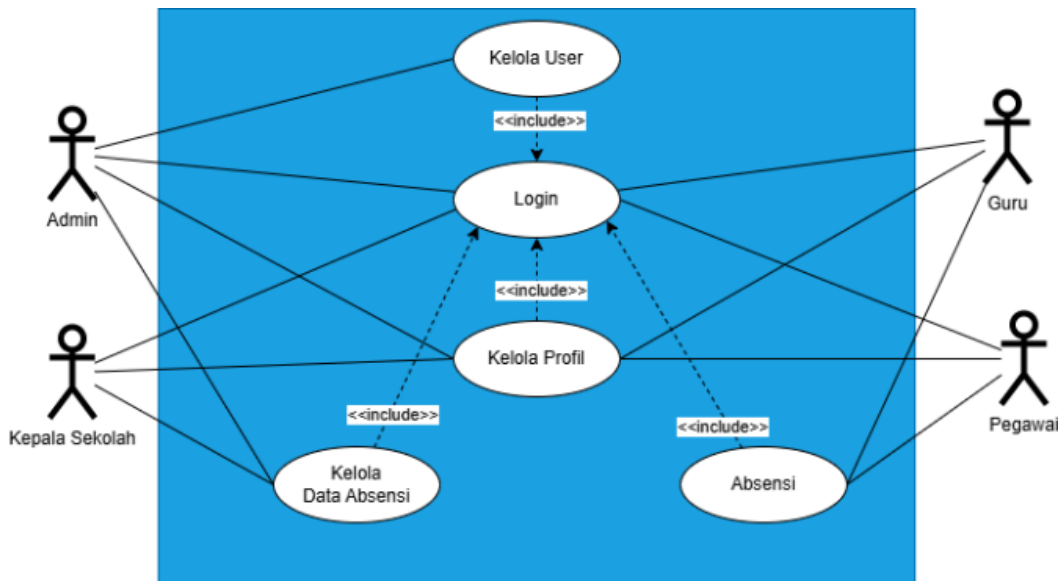 Kelola User
<<include>>
Admin
Login
Guru
<<include>>
Kelola Profil
Kepala Sekolah
Pegawai
<<include>>
<<include>>
Kelola
Data Absensi
Absensi